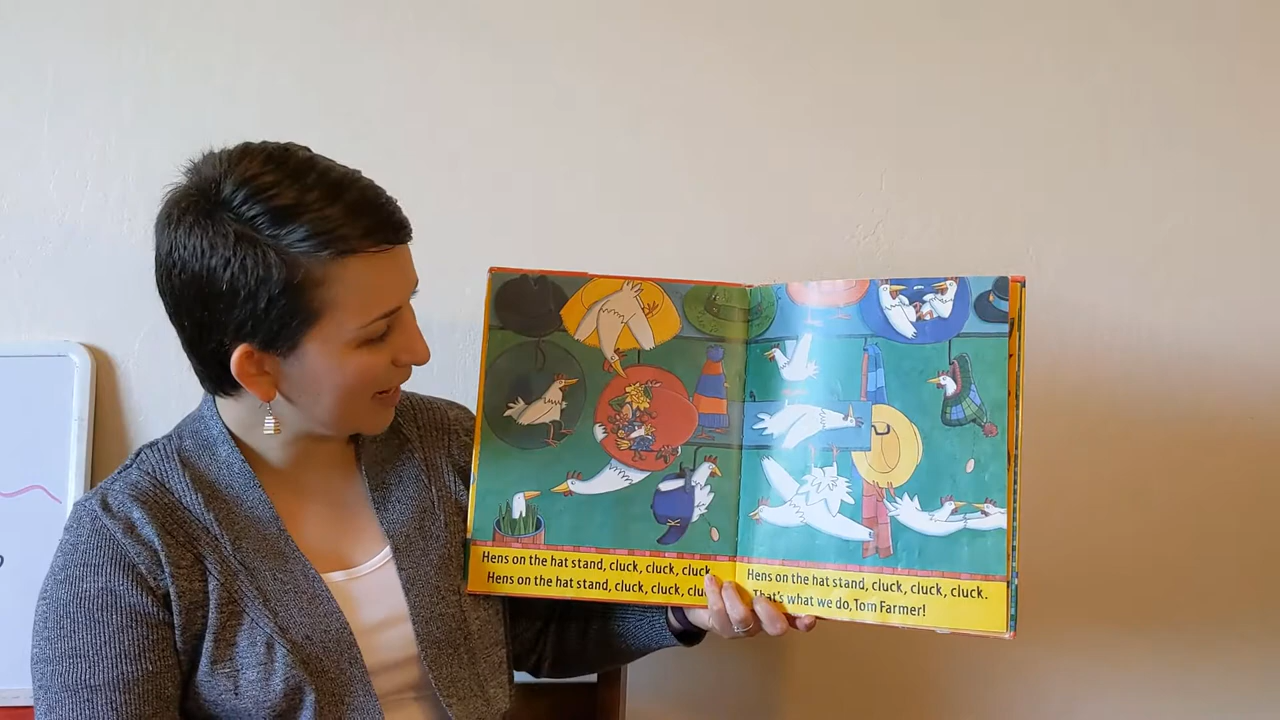 Hens on the hat stand, cluck, cluck, cluck.
Hens on the hat stand, cluck, cluck,
Hens on the hat stand, cluck, cluck, cluck.
That's what we do, Tom Farmer!